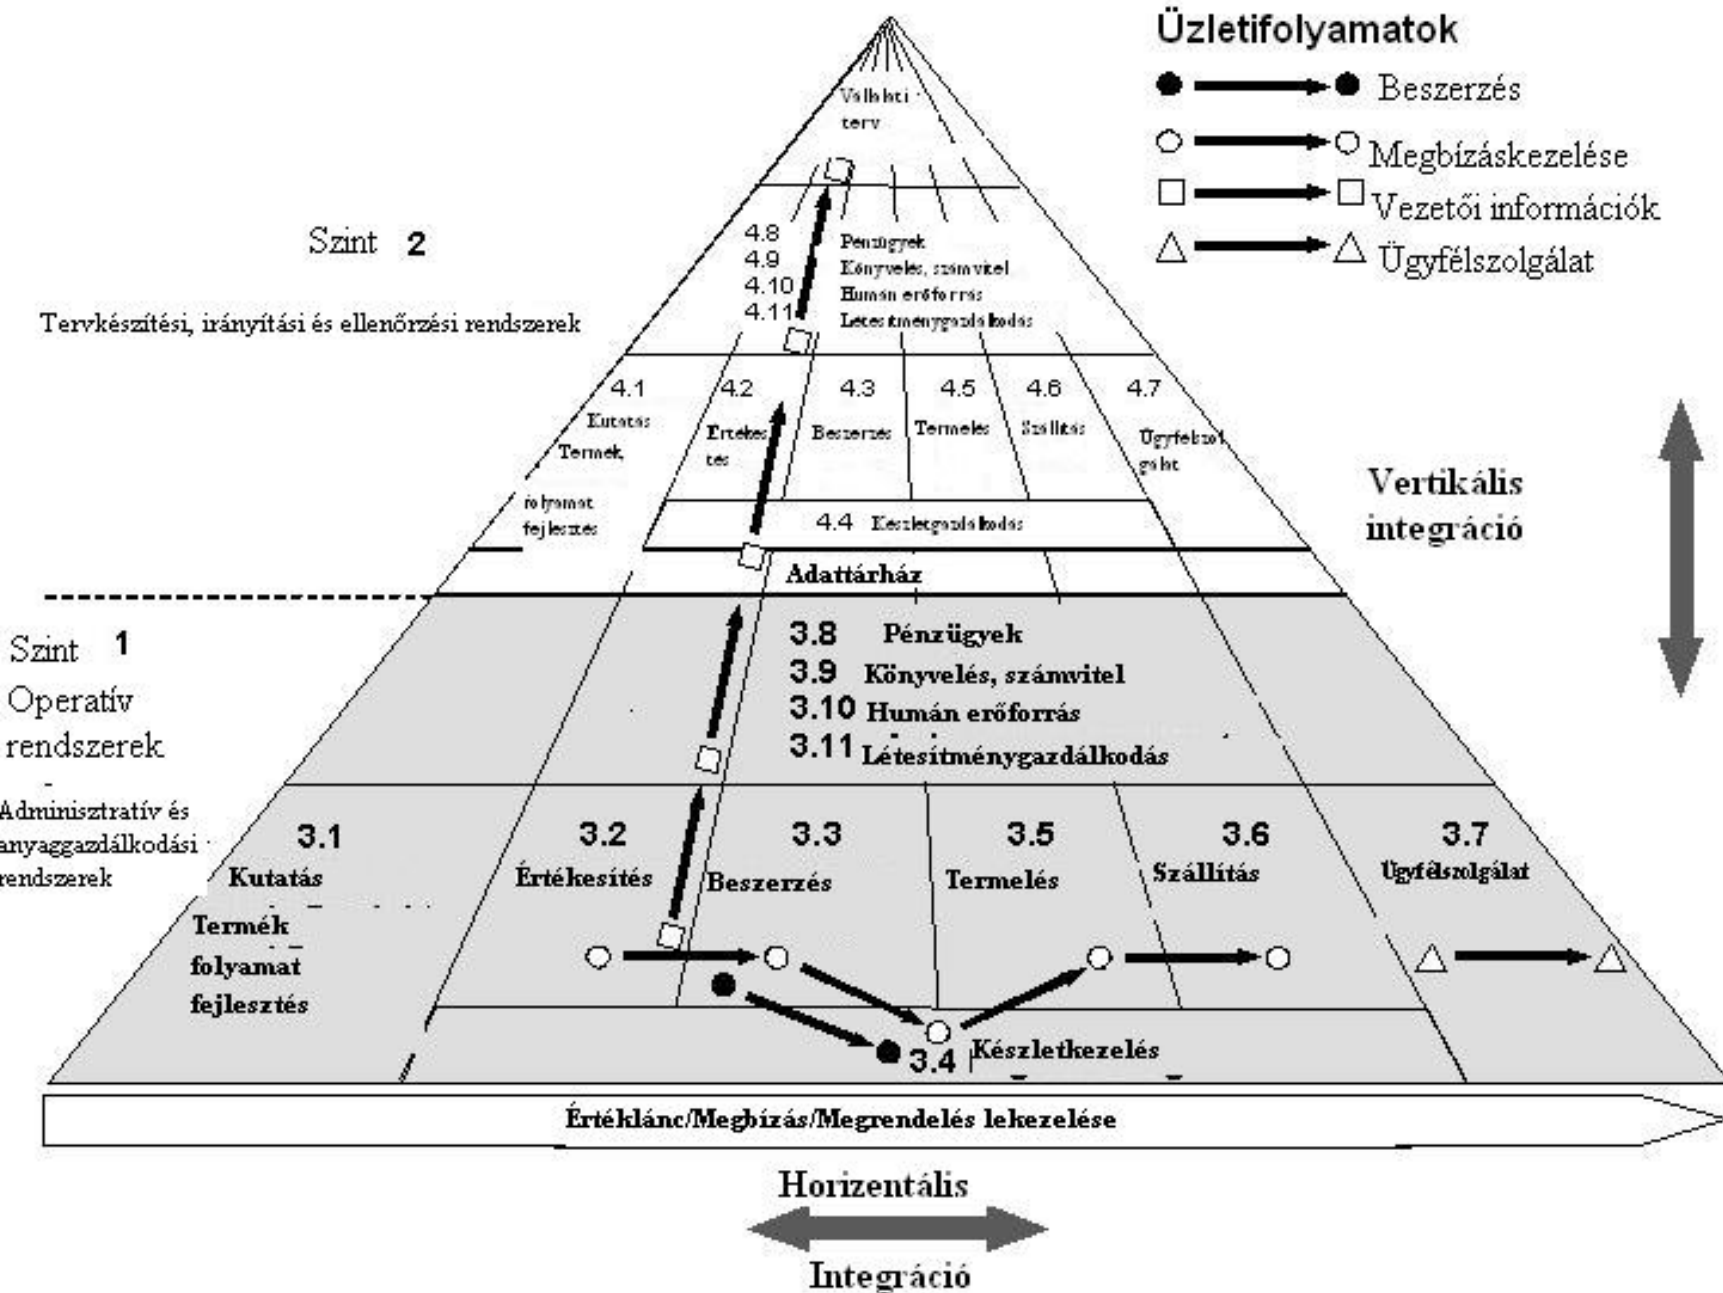 Üzletifolyamatok
Beszerzés
Megbízáskezelése
Vezetői információk
Ügyfélszolgálat
Vállalati
terv
Szint 2
Tervkészítési, irányítási és ellenőrzési rendszerek
4.8 Pénzügyek
4.9 Könyvelés, számvitel
4.10 Humán erőforrás
4.11 Létesítménygazdálkodás
4.1
Kutatás
Termék,
folyamat
fejlesztés
4.2
Értékes
tés
4.3
Beszerzés
4.5
Termelés
4.6
Szállítás
4.7
Ügyfélszol
gálat
4.4 Készletgazdálkodás
Adattárház
Vertikális
integráció
Szint 1
Operatív
rendszerek
Adminisztratív és
anyaggazdálkodási
rendszerek
3.8 Pénzügyek
3.9 Könyvelés, számvitel
3.10 Humán erőforrás
3.11 Létesítménygazdálkodás
3.1
Kutatás
Termék
folyamat
fejlesztés
3.2
Értékesítés
3.3
Beszerzés
3.5
Termelés
3.6
Szállítás
3.7
Ügyfélszolgálat
3.4 Készletkezelés
Értéklánc/Megbízás/Megrendelés lekezelése
Horizentális
Integráció